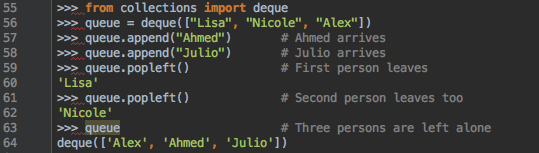 55 >>> from collections import deque
56 >>> queue = deque(["Lisa", "Nicole", "Alex"])
57 >>> queue.append("Ahmed") # Ahmed arrives
58 >>> queue.append("Julio") # Julio arrives
59 >>> queue.popleft() # First person leaves
60 'Lisa'
61 >>> queue.popleft() # Second person leaves too
62 'Nicole'
63 >>> queue # Three persons are left alone
64 deque(['Alex', 'Ahmed', 'Julio'])